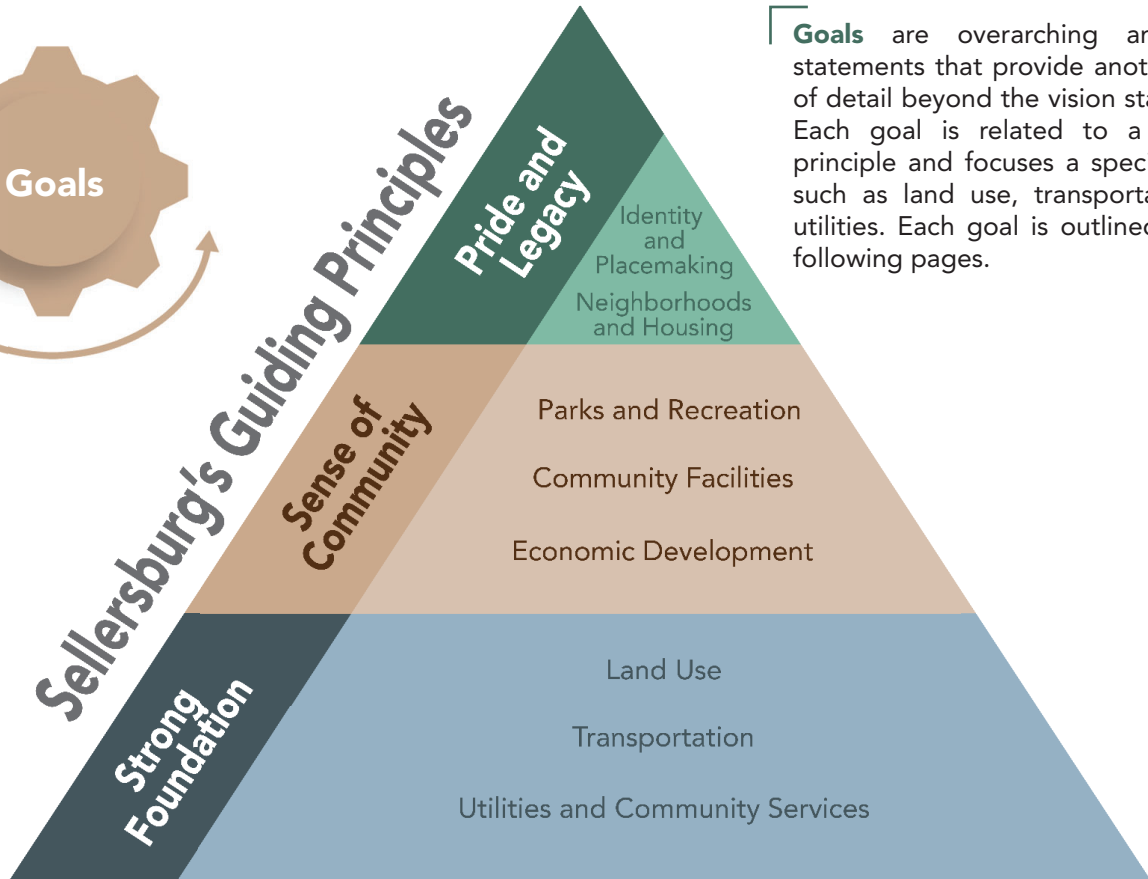 Goals
Sellersburg's Guiding Principles
Pride and
Legacy
Identity
and
Placemaking
Neighborhoods
and Housing
Sense of
Community
Parks and Recreation
Community Facilities
Economic Development
Strong
Foundation
Land Use
Transportation
Utilities and Community Services
Goals are overarching
statements that provide
of detail beyond the vision
Each goal is related to a
principle and focuses a
such as land use,
utilities. Each goal is
following pages.